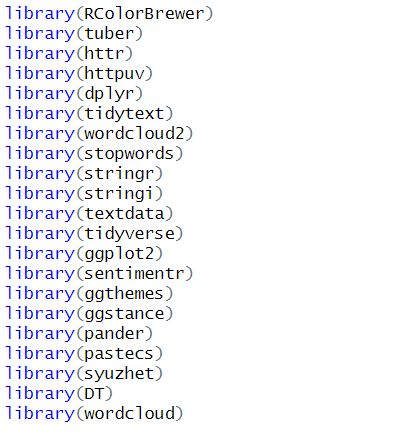 library(RColorBrewer)
library(tuber)
library(httr)
library(httpuv)
library(dplyr)
library(tidytext)
library(wordcloud2)
library(stopwords)
library(stringr)
library(stringi)
library(textdata)
library(tidyverse)
library(ggplot2)
library(sentimentr)
library(ggthemes)
library(ggstance)
library(pander)
library(pastecs)
library(syuzhet)
library(DT)
library(wordcloud)